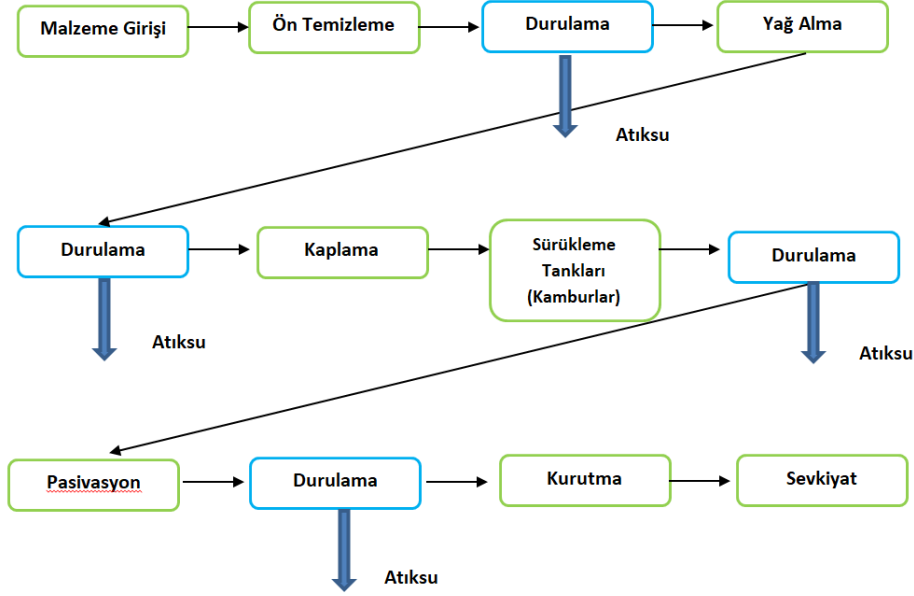 Malzeme Girişi
Ön Temizleme
Durulama
Yağ Alma
Atıksu
Durulama
Kaplama
Sürükleme
Tankları
(Kamburlar)
Durulama
Atıksu
Atıksu
Pasivasyon
Durulama
Kurutma
Sevkiyat
Atıksu